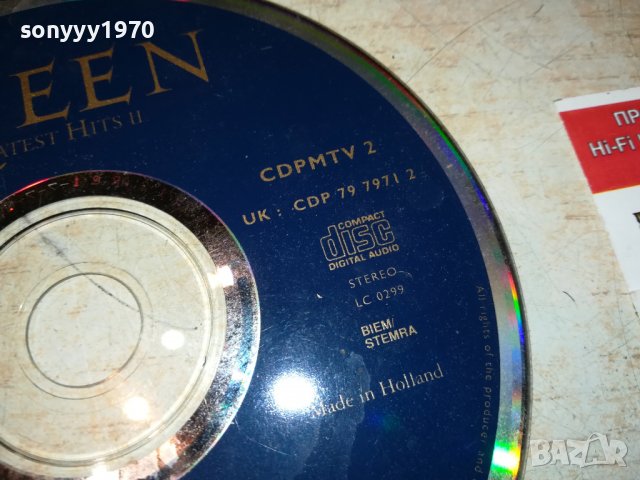 sonyyy1970
EEN
HITS II
CDPMTV 2
UK: CDP 79 7971 2
COMPACT
disc
DIGITAL AUDIO
STEREO
LC 0299
BIEM/
STEMRA
Made in Holland
All rights of the producer and
ПР
Hi-Fi
BAZAR